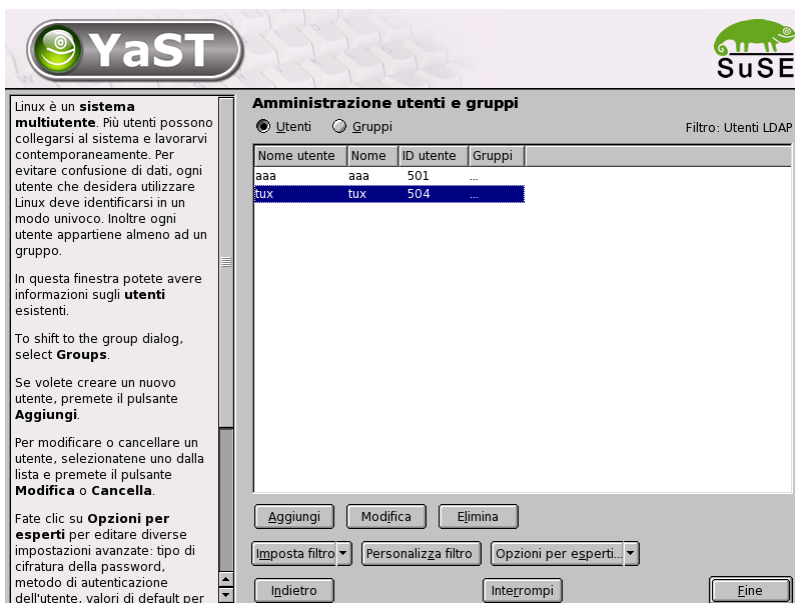 YaST
SuSE
Linux è un sistema
multiutente. Più utenti possono
collegarsi al sistema e lavorarvi
contemporaneamente. Per
evitare confusione di dati, ogni
utente che desidera utilizzare
Linux deve identificarsi in un
modo univoco. Inoltre ogni
utente appartiene almeno ad un
gruppo.
In questa finestra potete avere
informazioni sugli utenti
esistenti.
To shift to the group dialog,
select Groups.
Se volete creare un nuovo
utente, premete il pulsante
Aggiungi.
Per modificare o cancellare un
utente, selezionatene uno dalla
lista e premete il pulsante
Modifica o Cancella.
Fate clic su Opzioni per
esperti per editare diverse
impostazioni avanzate: tipo di
cifratura della password,
metodo di autenticazione
dell'utente, valori di default per
Amministrazione utenti e gruppi
Utenti Gruppi Filtro: Utenti LDAP
Nome utente Nome ID utente Gruppi
aaa aaa 501 ...
tux tux 504 ...
Aggiungi Modifica Elimina
Imposta filtro Personalizza filtro Opzioni per esperti...
Indietro Interrompi Fine